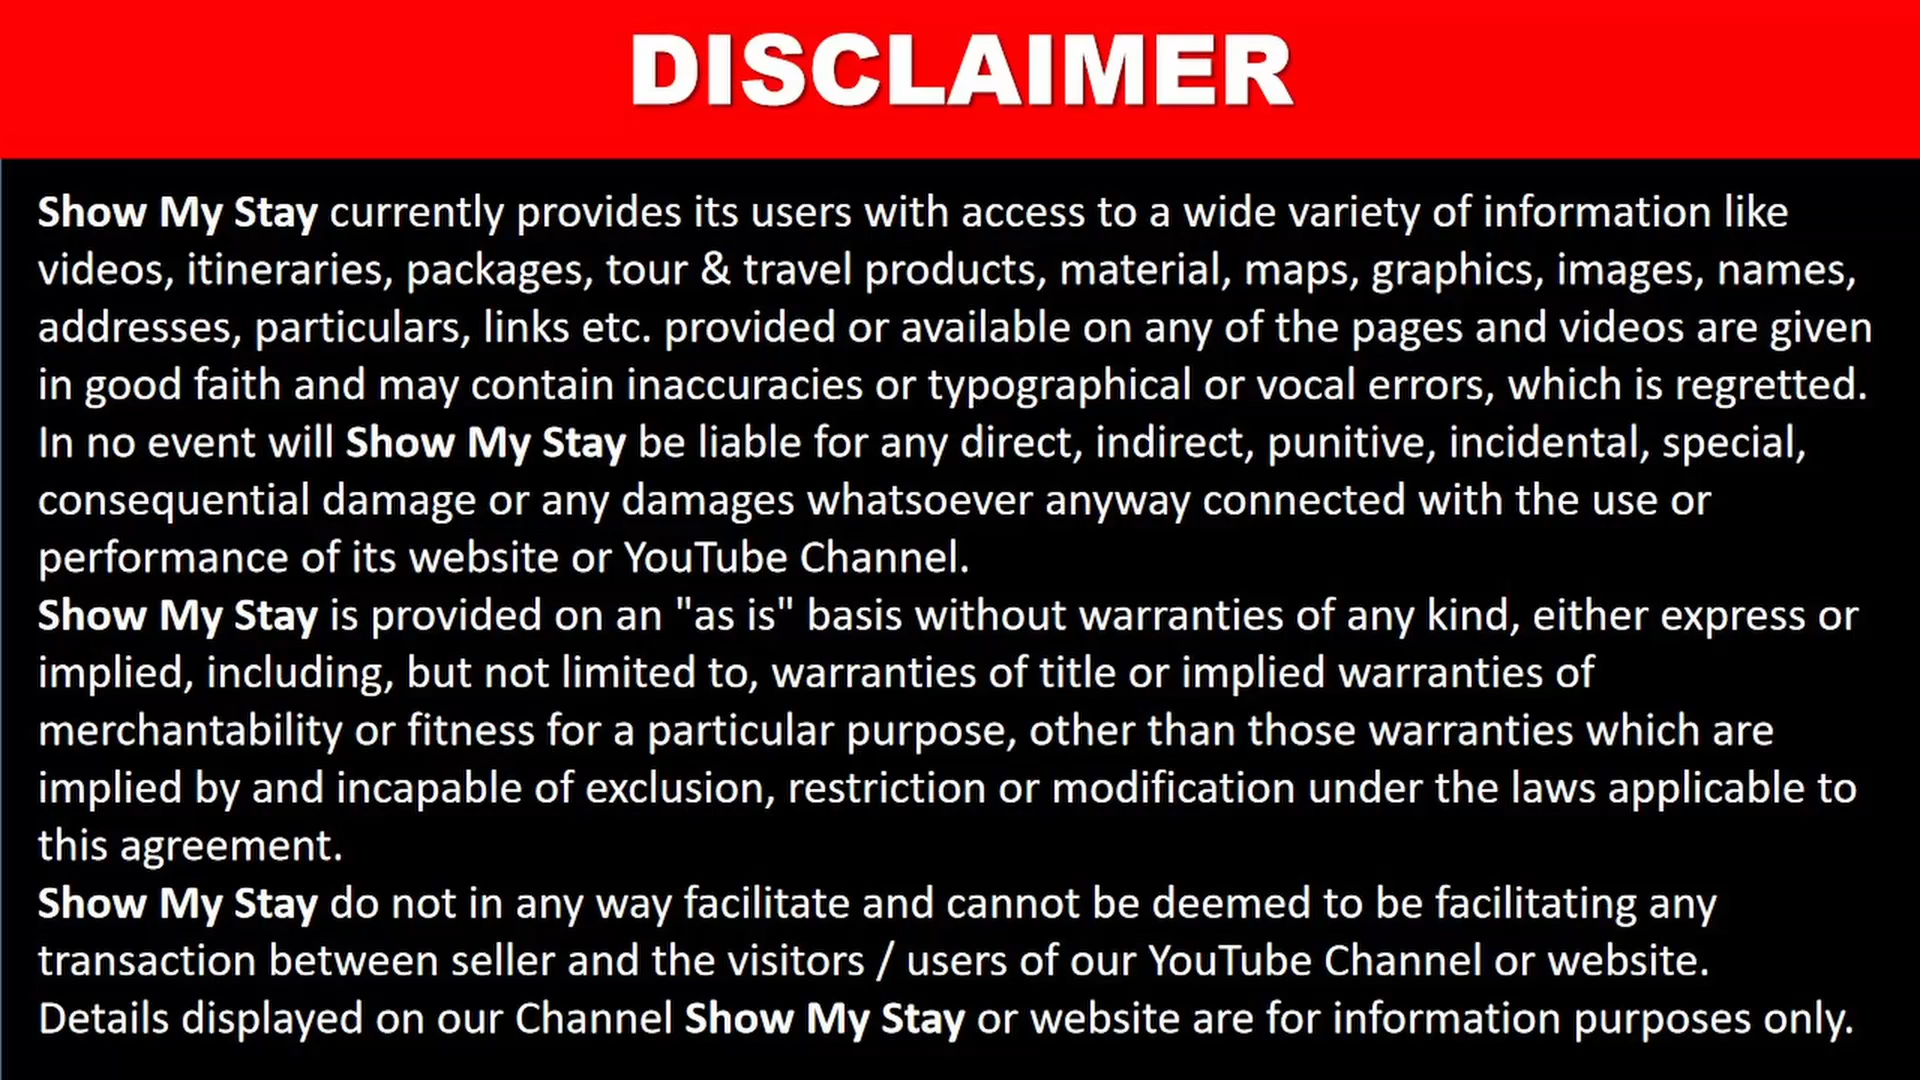 DISCLAIMER
Show My Stay currently provides its users with access to a wide variety of information like
videos, itineraries, packages, tour & travel products, material, maps, graphics, images, names,
addresses, particulars, links etc. provided or available on any of the pages and videos are given
in good faith and may contain inaccuracies or typographical or vocal errors, which is regretted.
In no event will Show My Stay be liable for any direct, indirect, punitive, incidental, special,
consequential damage or any damages whatsoever anyway connected with the use or
performance of its website or YouTube Channel.
Show My Stay is provided on an "as is" basis without warranties of any kind, either express or
implied, including, but not limited to, warranties of title or implied warranties of
merchantability or fitness for a particular purpose, other than those warranties which are
implied by and incapable of exclusion, restriction or modification under the laws applicable to
this agreement.
Show My Stay do not in any way facilitate and cannot be deemed to be facilitating any
transaction between seller and the visitors / users of our YouTube Channel or website.
Details displayed on our Channel Show My Stay or website are for information purposes only.